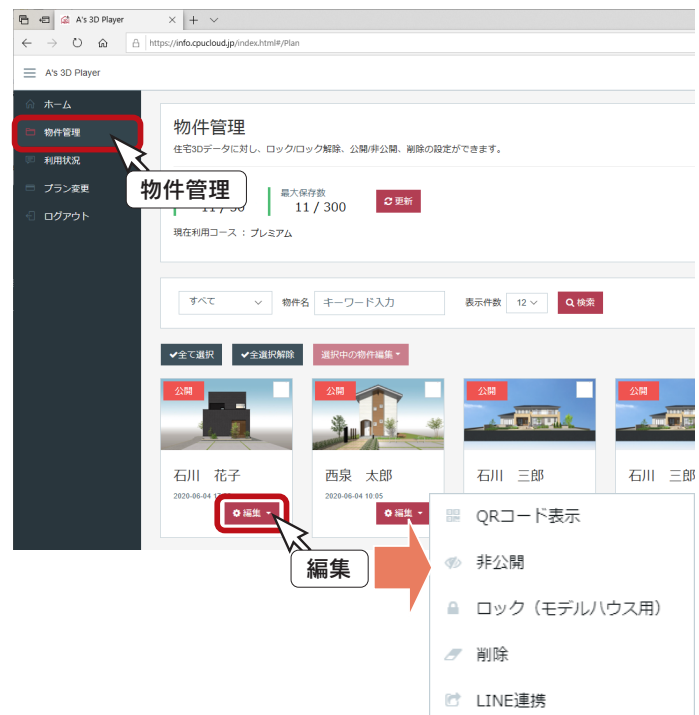 A's 3D Player
https://info.cpucloud.jp/index.html#/Plan
A's 3D Player
ホーム
物件管理
利用状況
プラン変更
ログアウト
物件管理
物件管理
住宅3Dデータに対し、ロック/ロック解除、公開/非公開、削除の設定ができます。
最大保存数
11 / 300
更新
現在利用コース ： プレミアム
すべて
物件名
キーワード入力
表示件数
12
検索
全て選択
全選択解除
選択中の物件編集
公開
公開
公開
公開
石川　花子
西泉　太郎
石川　三郎
石川　三郎
2020-06-04
2020-06-04 10:05
編集
編集
編集
QRコード表示
非公開
ロック（モデルハウス用）
削除
LINE連携